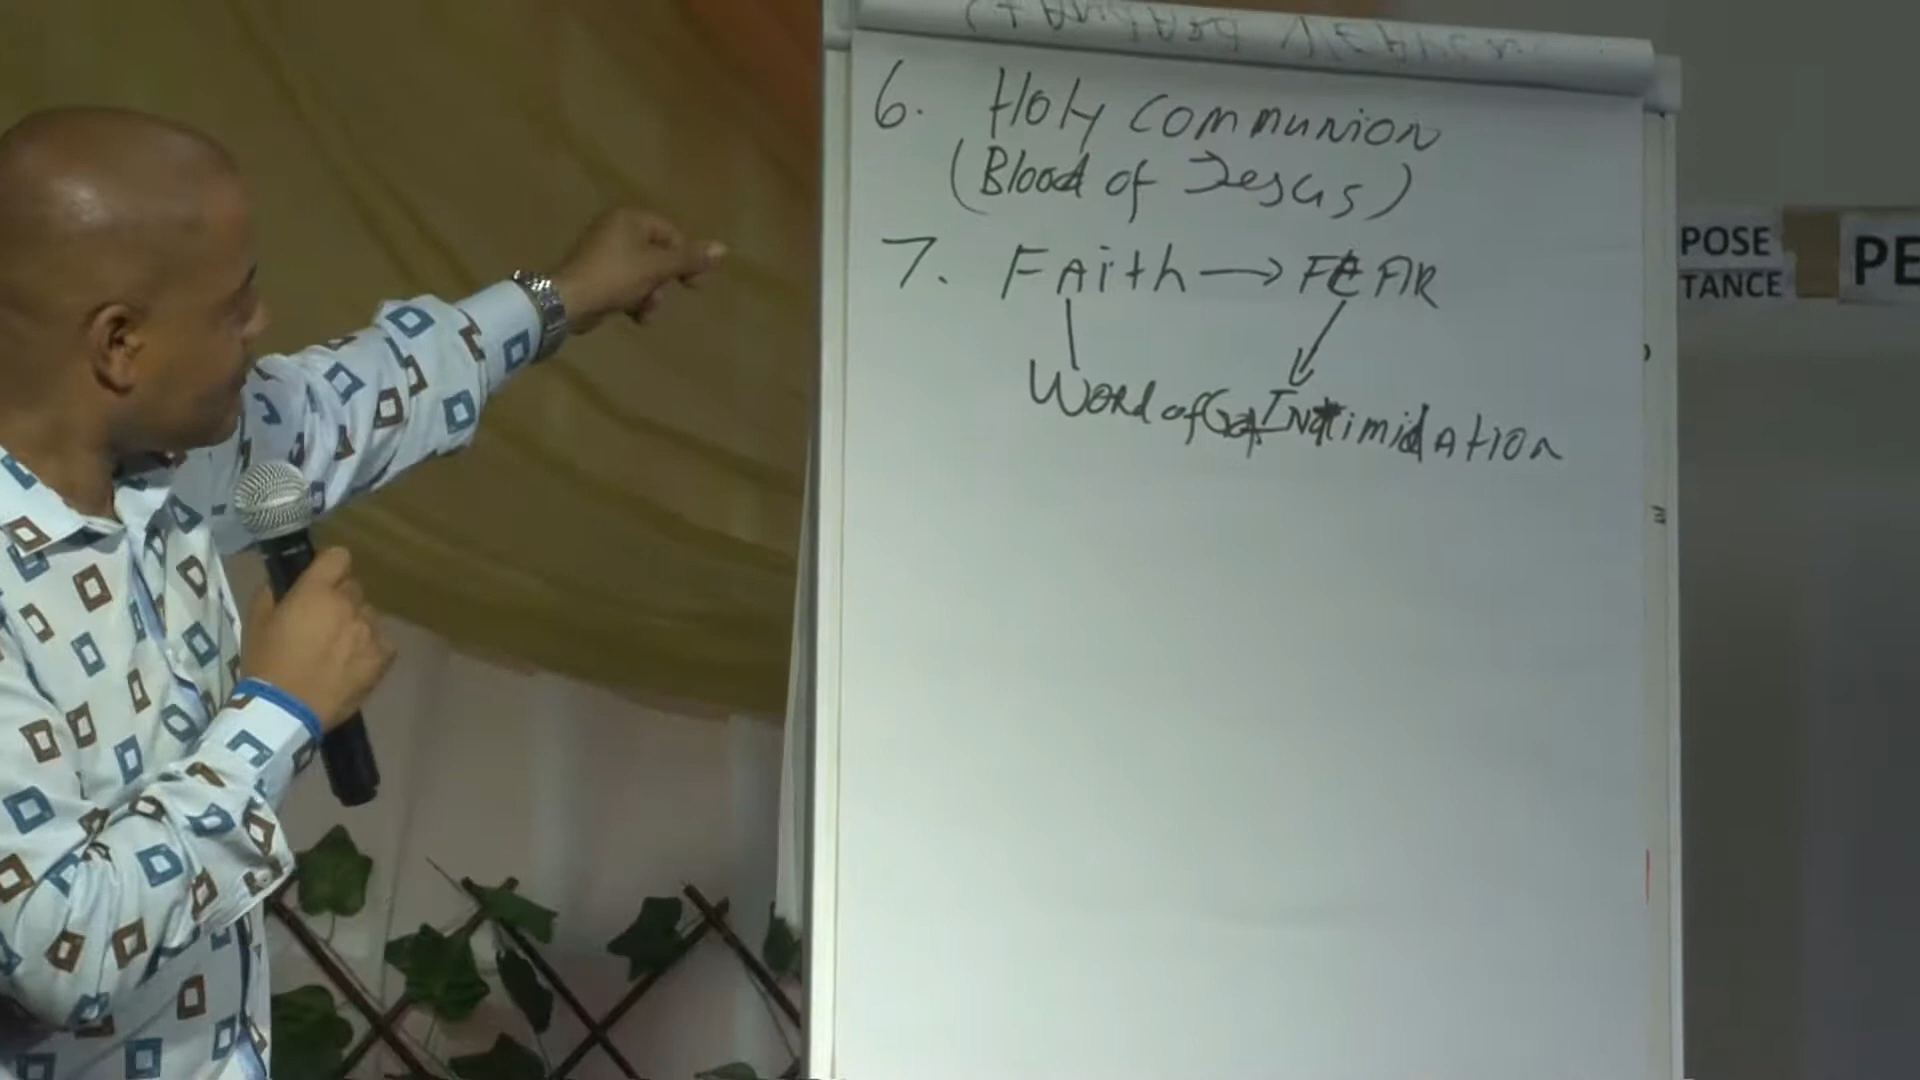 6. Holy Communion
(Blood of Jesus)
7. FAith → FEAR
Word of God Intimidation
POSE
TANCE
PE